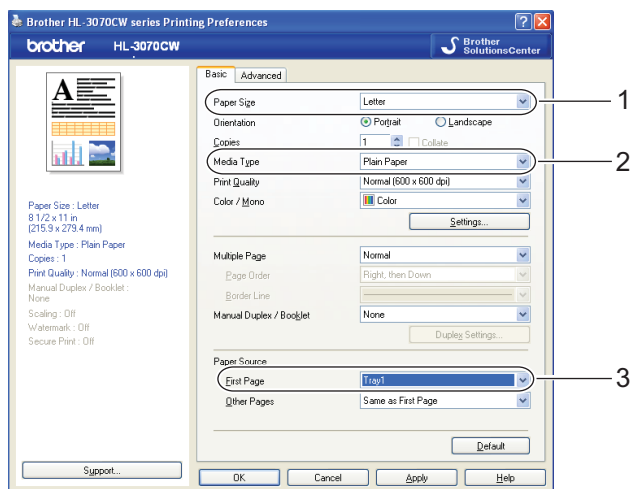 Brother HL-3070CW series Printing Preferences
brother HL-3070CW
Brother
SolutionsCenter
Basic Advanced
A
Paper Size Letter 1
Orientation Portrait Landscape
Copies 1 Collate
Media Type Plain Paper 2
Print Quality Normal (600 x 600 dpi)
Color / Mono Color
Settings...
Paper Size : Letter
8 1/2 x 11 in
(215.9 x 279.4 mm)
Media Type : Plain Paper
Copies : 1
Print Quality : Normal (600 x 600 dpi)
Manual Duplex / Booklet :
None
Scaling : Off
Watermark : Off
Secure Print : Off
Multiple Page Normal
Page Order Right, then Down
Border Line
Manual Duplex / Booklet None
Duplex Settings...
Paper Source
First Page Tray1 3
Other Pages Same as First Page
Default
Support... OK Cancel Apply Help